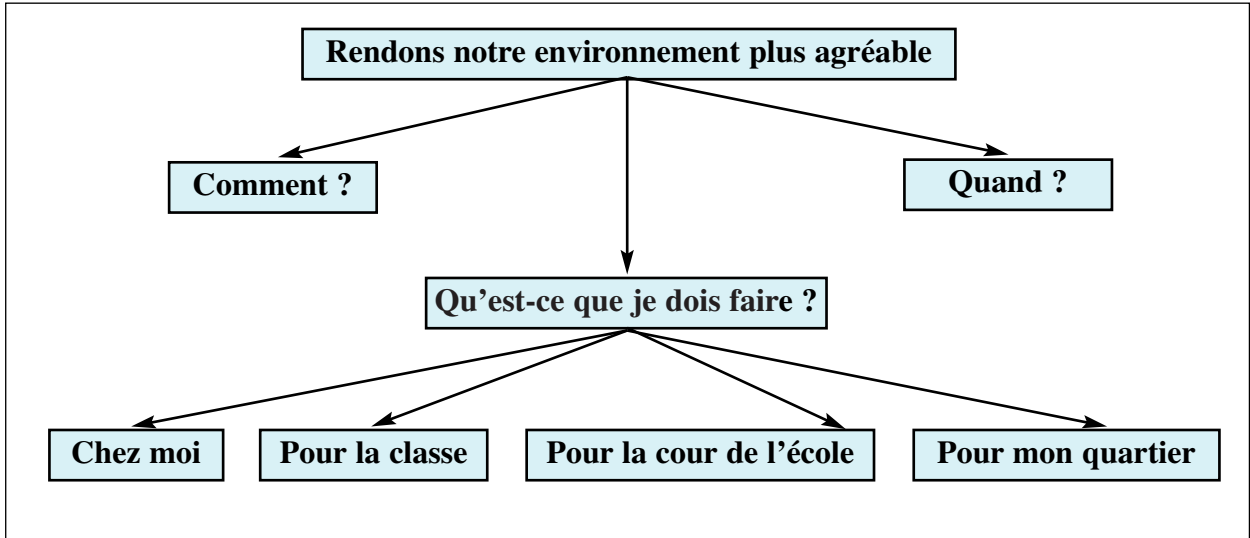 Rendons notre environnement plus agréable
Comment ?
Quand ?
Qu’est-ce que je dois faire ?
Chez moi
Pour la classe
Pour la cour de l’école
Pour mon quartier